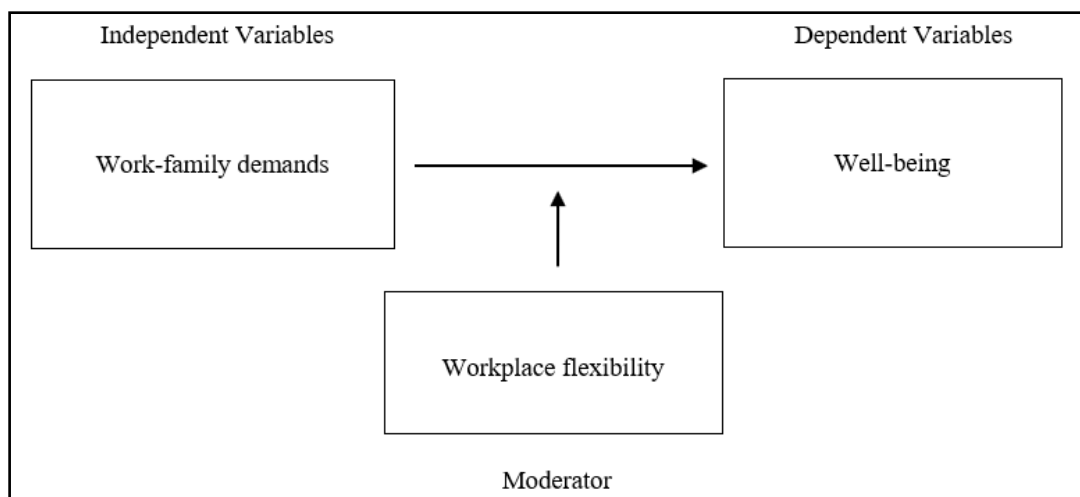 Independent Variables
Dependent Variables
Work-family demands
Well-being
Workplace flexibility
Moderator